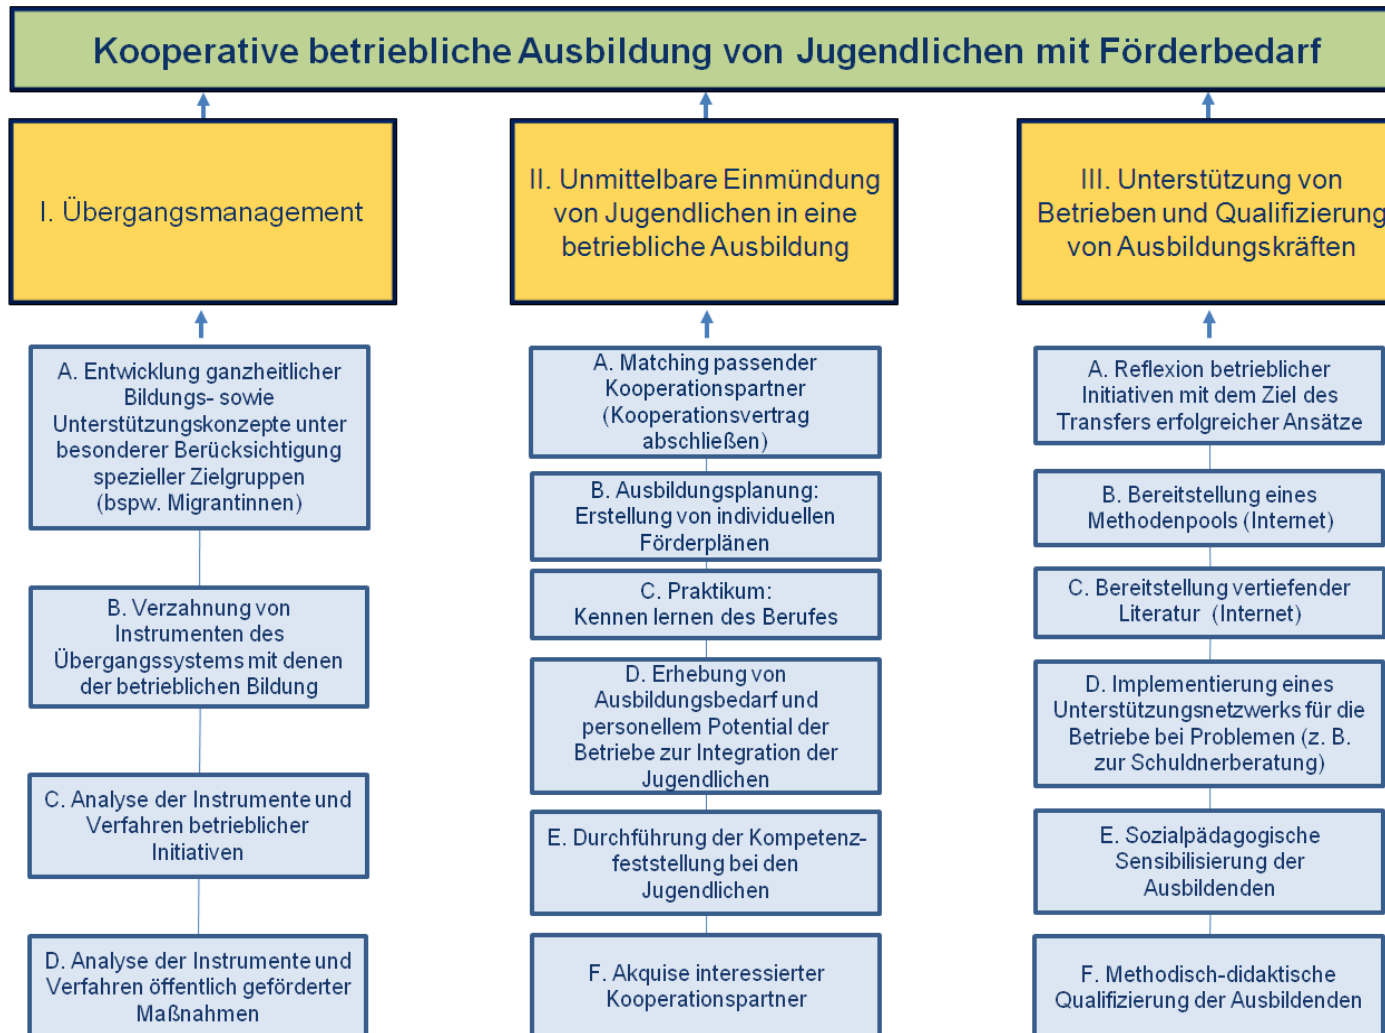 Kooperative betriebliche Ausbildung von Jugendlichen mit Förderbedarf
I. Übergangsmanagement
A. Entwicklung ganzheitlicher
Bildungs- sowie
Unterstützungskonzepte unter
besonderer Berücksichtigung
spezieller Zielgruppen
(bspw. Migrantinnen)
B. Verzahnung von
Instrumenten des
Übergangssystems mit denen
der betrieblichen Bildung
C. Analyse der Instrumente und
Verfahren betrieblicher
Initiativen
D. Analyse der Instrumente und
Verfahren öffentlich geförderter
Maßnahmen
II. Unmittelbare Einmündung
von Jugendlichen in eine
betriebliche Ausbildung
A. Matching passender
Kooperationspartner
(Kooperationsvertrag
abschließen)
B. Ausbildungsplanung:
Erstellung von individuellen
Förderplänen
C. Praktikum:
Kennen lernen des Berufes
D. Erhebung von
Ausbildungsbedarf und
personellem Potential der
Betriebe zur Integration der
Jugendlichen
E. Durchführung der Kompetenz-
feststellung bei den
Jugendlichen
F. Akquise interessierter
Kooperationspartner
III. Unterstützung von
Betrieben und Qualifizierung
von Ausbildungskräften
A. Reflexion betrieblicher
Initiativen mit dem Ziel des
Transfers erfolgreicher Ansätze
B. Bereitstellung eines
Methodenpools (Internet)
C. Bereitstellung vertiefender
Literatur (Internet)
D. Implementierung eines
Unterstützungsnetzwerks für die
Betriebe bei Problemen (z. B.
zur Schuldnerberatung)
E. Sozialpädagogische
Sensibilisierung der
Ausbildenden
F. Methodisch-didaktische
Qualifizierung der Ausbildenden